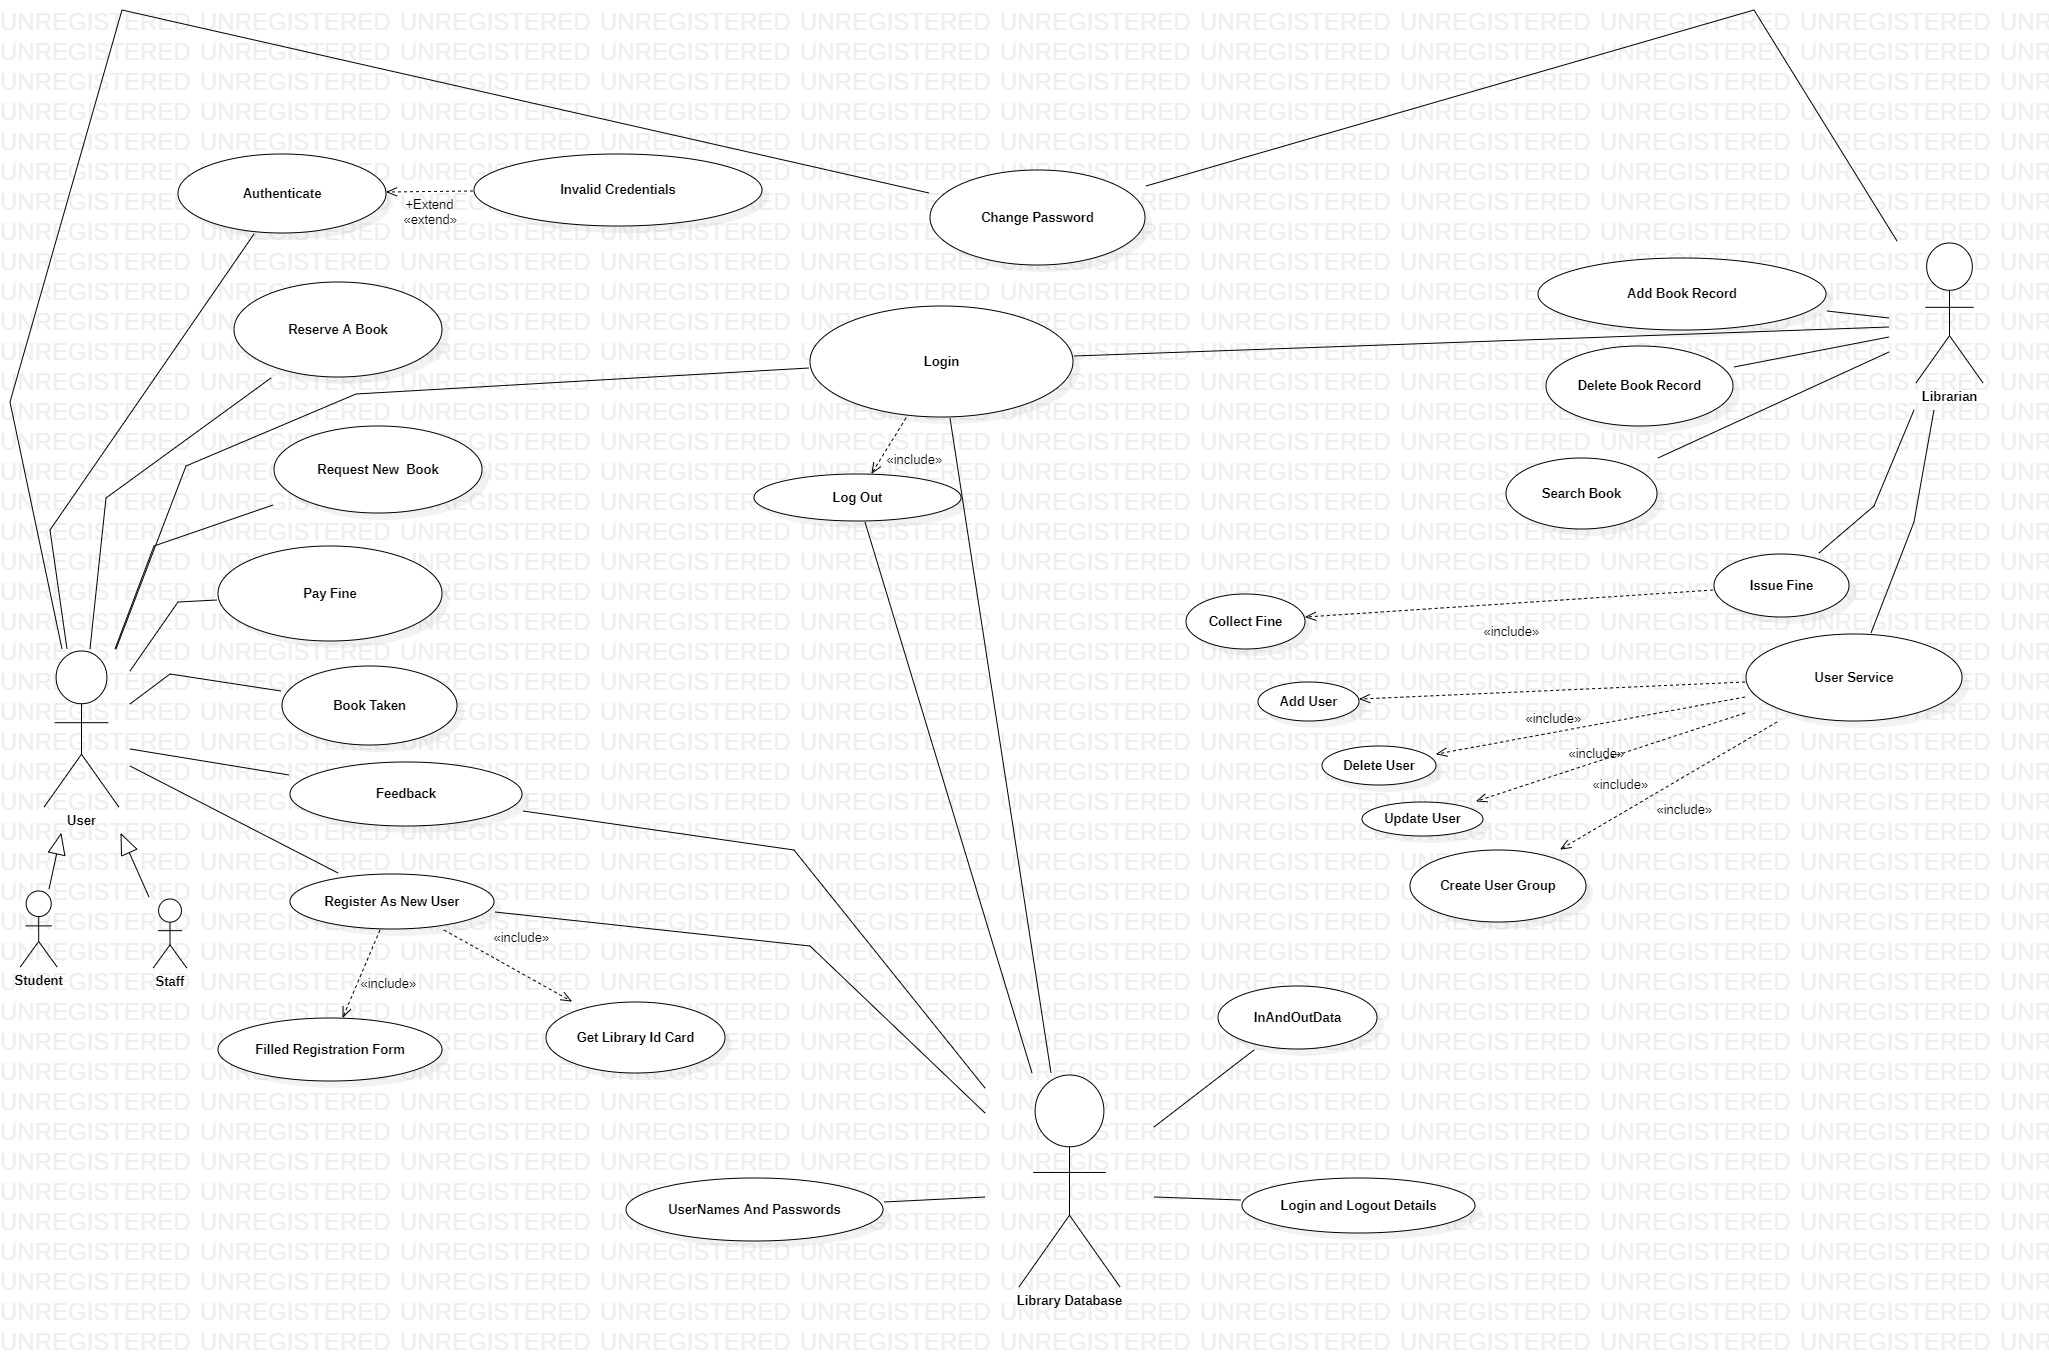 Authenticate
+Extend
«extend»
Invalid Credentials
Change Password
Reserve A Book
Login
Add Book Record
Delete Book Record
Librarian
Request New  Book
«include»
Log Out
Search Book
Pay Fine
Issue Fine
Collect Fine
«include»
User Service
Book Taken
Add User
«include»
Delete User
«include»
«include»
Feedback
Update User
«include»
User
Create User Group
Register As New User
«include»
Student
Staff
«include»
Filled Registration Form
Get Library Id Card
InAndOutData
UserNames And Passwords
Login and Logout Details
Library Database
UNREGISTERED